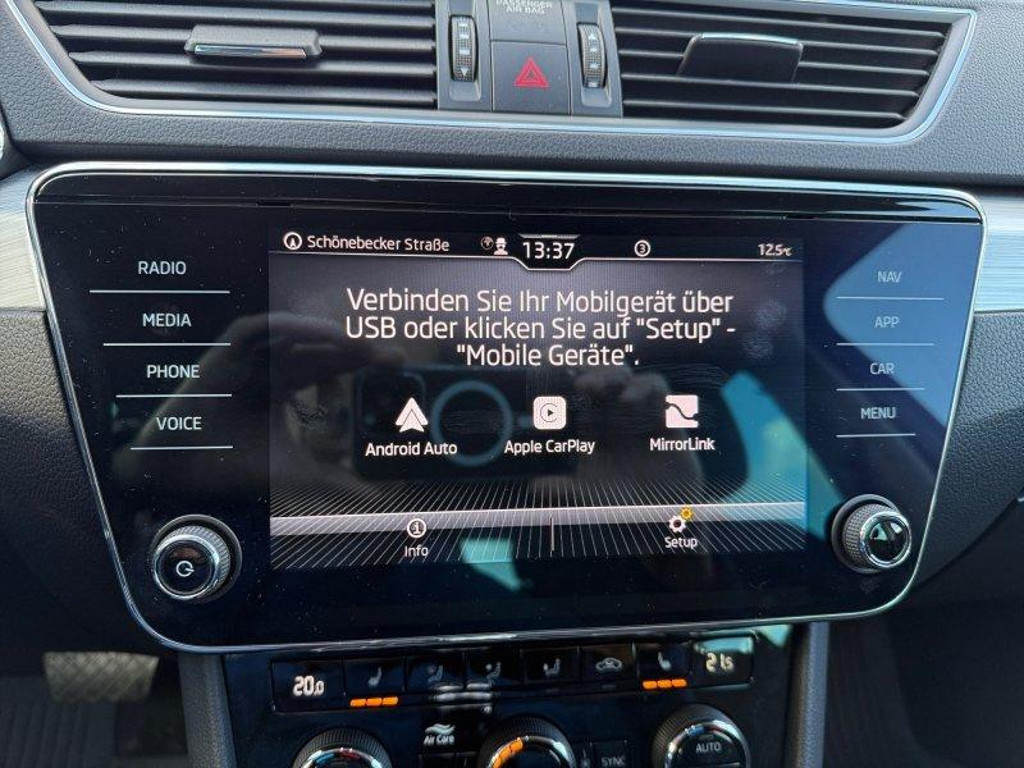 PASSENGER
AIR BAG
Schönebecker Straße 13:37 3 12.5°C
RADIO
MEDIA
PHONE
VOICE
Verbinden Sie Ihr Mobilgerät über
USB oder klicken Sie auf "Setup" -
"Mobile Geräte".
Android Auto
Apple CarPlay
MirrorLink
Info
Setup
NAV
APP
CAR
MENU
20.0
21.5
Air Care
SYNC
AUTO